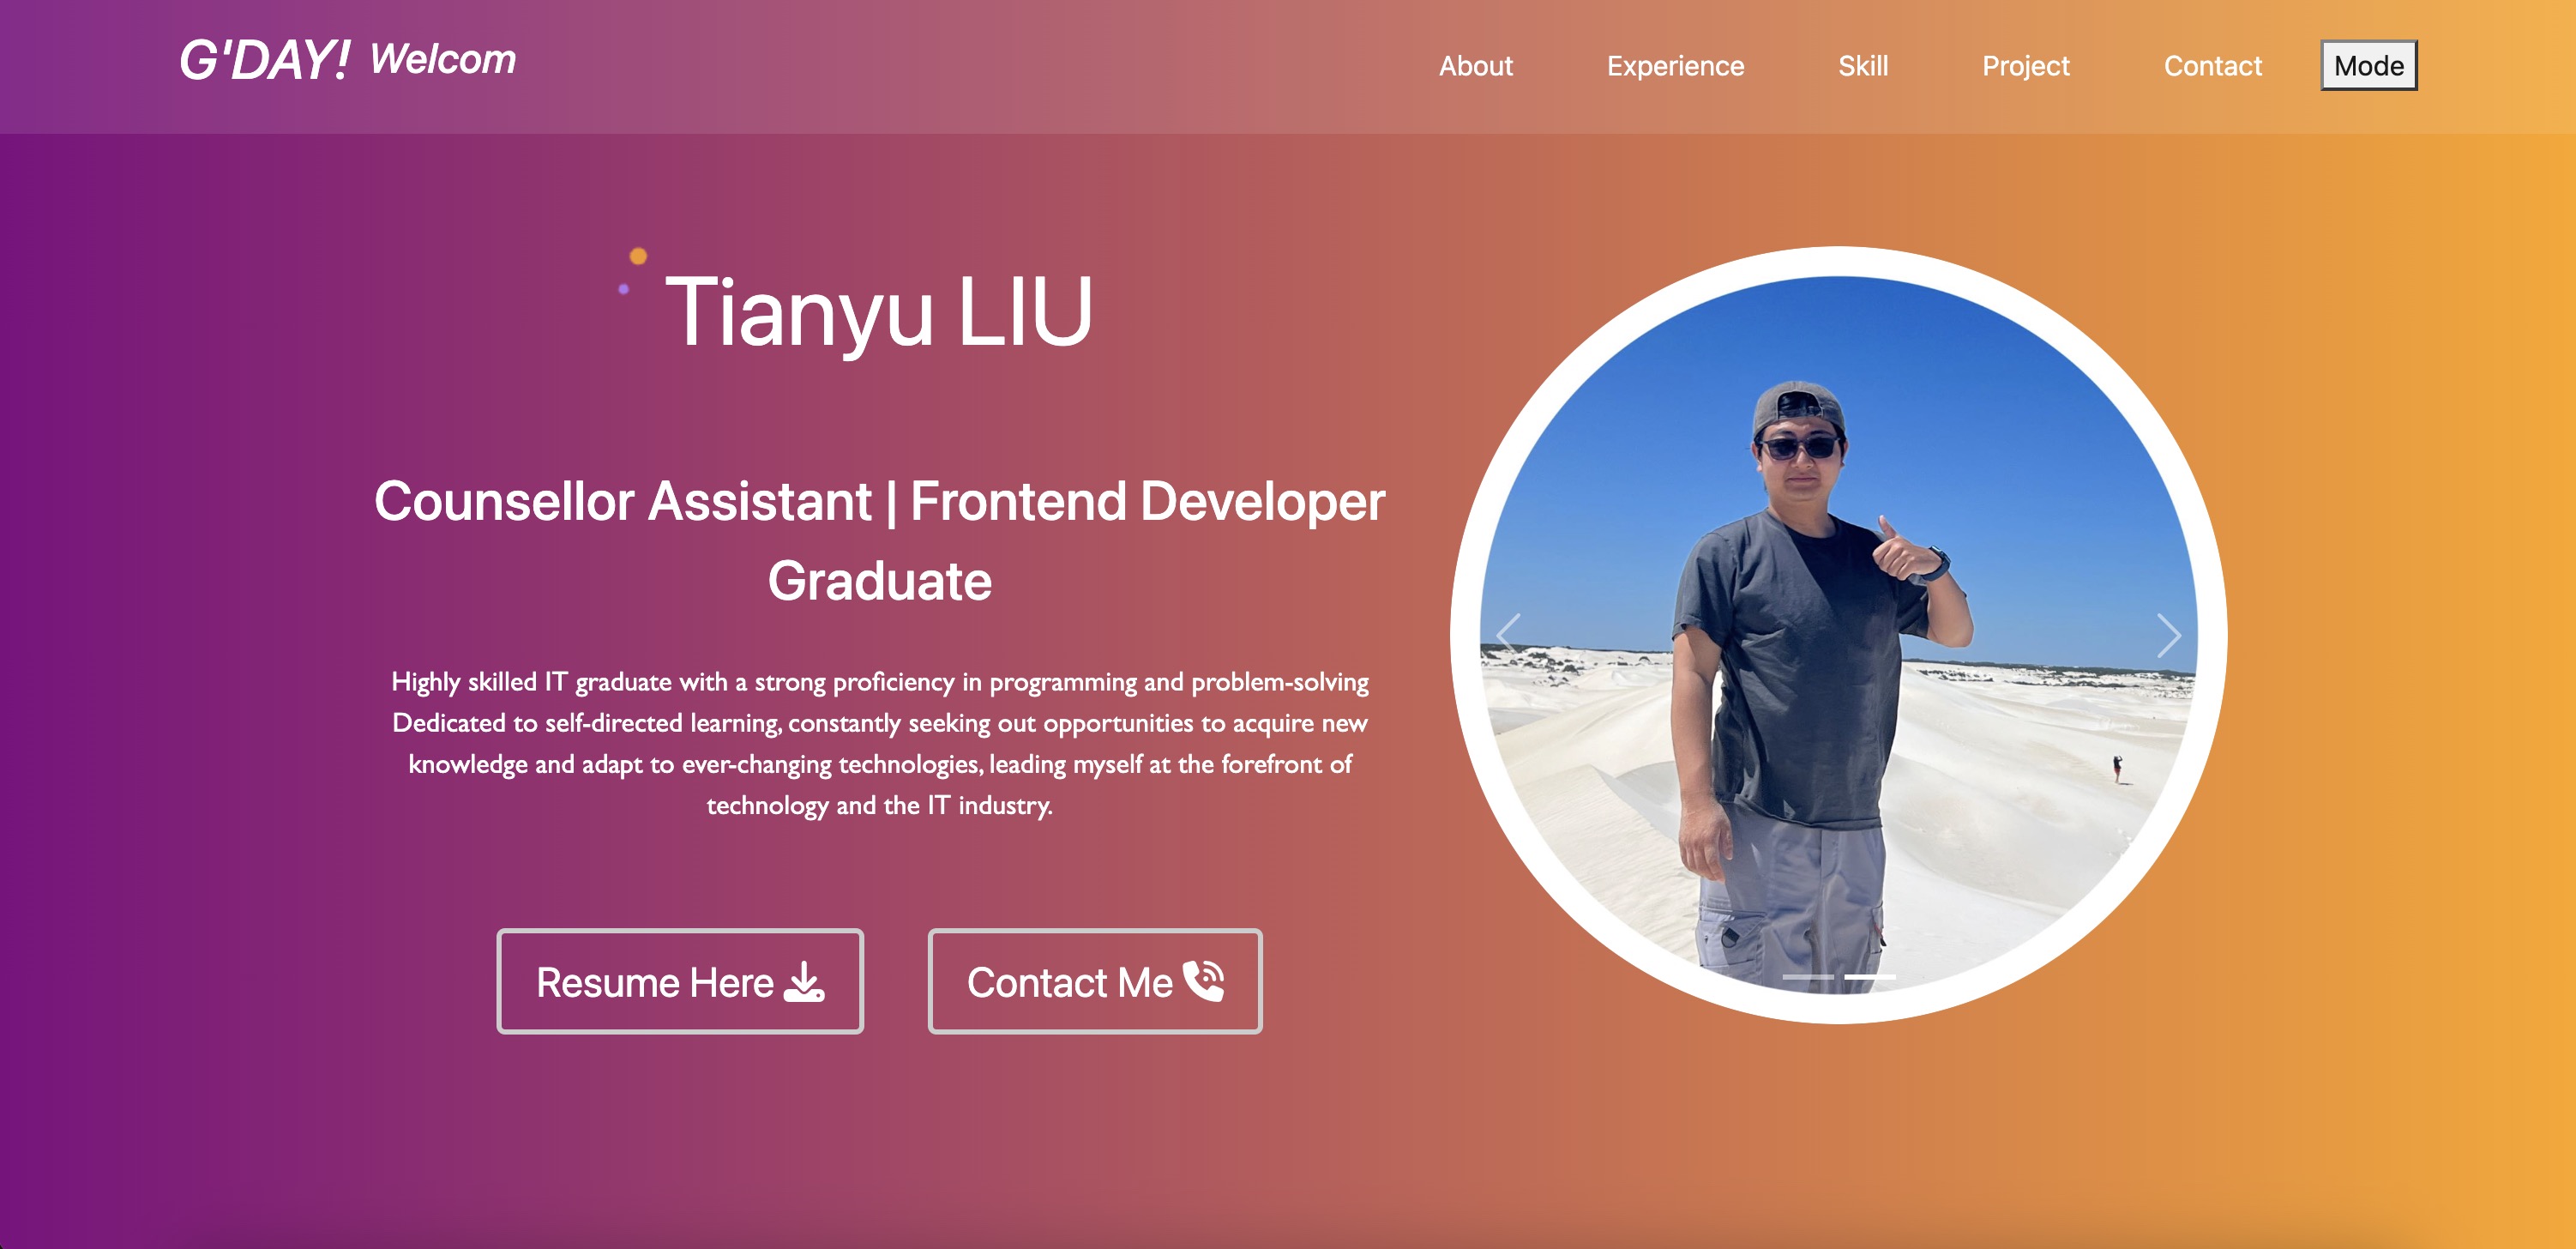 G'DAY! Welcom
About Experience Skill Project Contact Mode
Tianyu LIU
Counsellor Assistant | Frontend Developer
Graduate
Highly skilled IT graduate with a strong proficiency in programming and problem-solving
Dedicated to self-directed learning, constantly seeking out opportunities to acquire new
knowledge and adapt to ever-changing technologies, leading myself at the forefront of
technology and the IT industry.
Resume Here
Contact Me